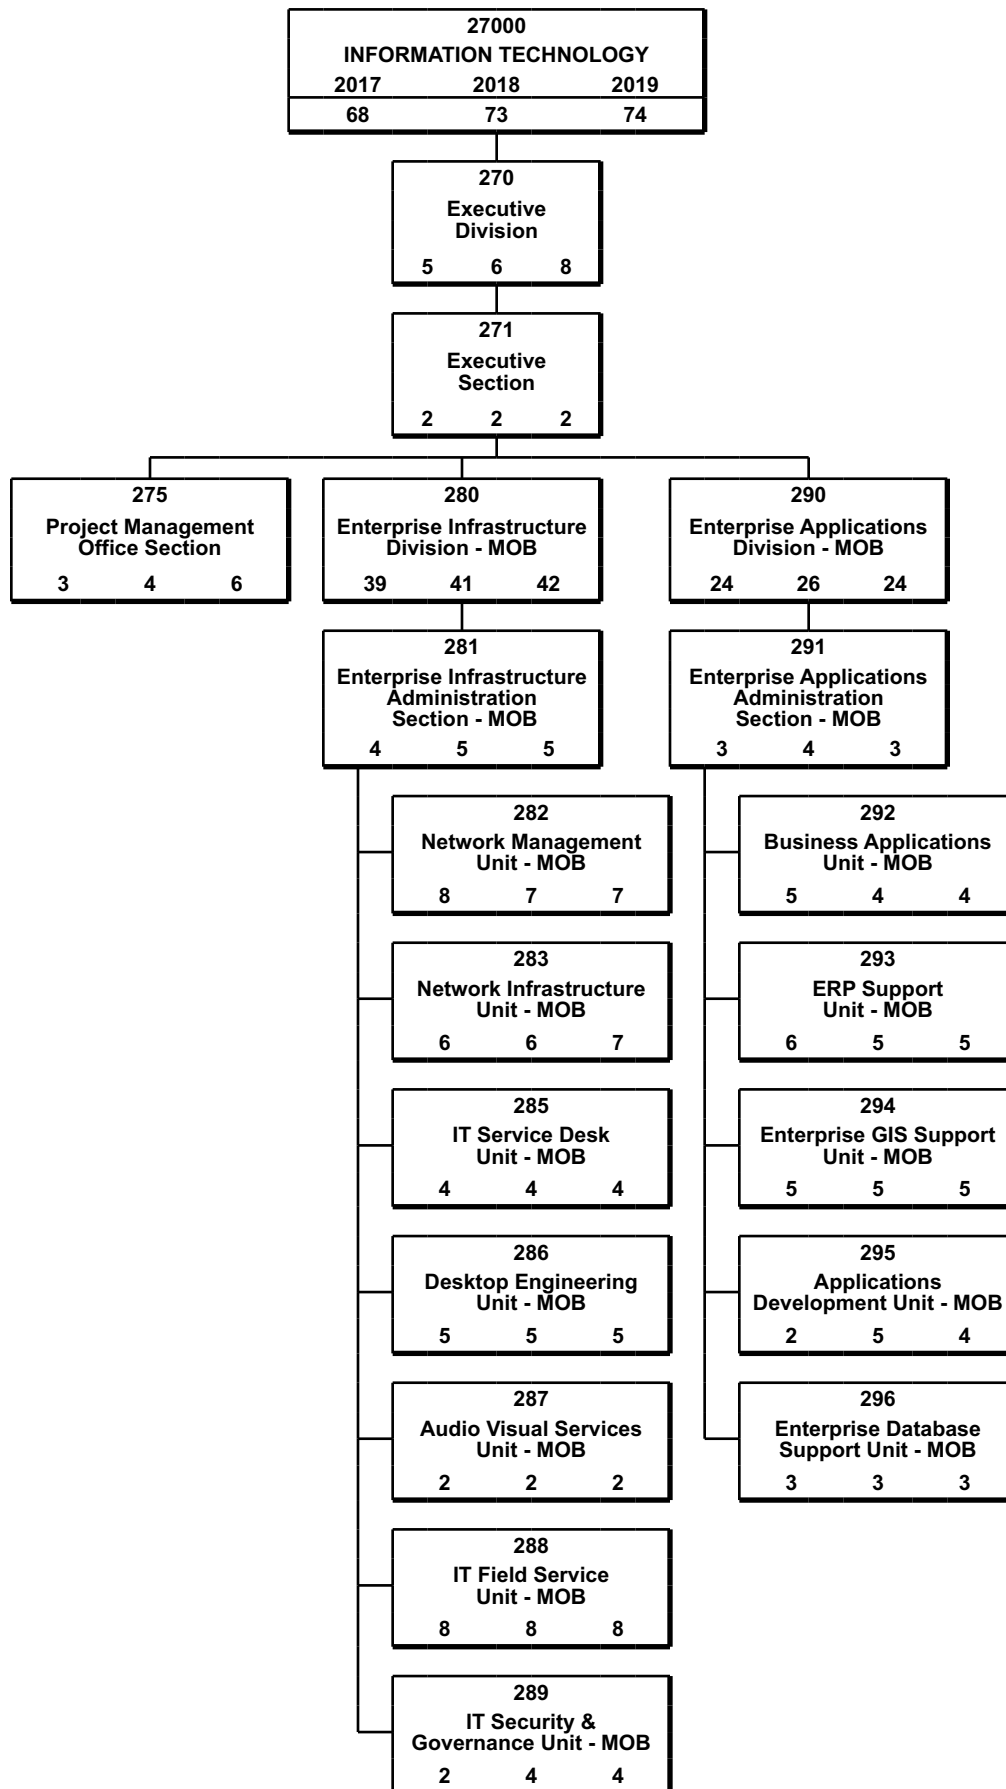 27000
INFORMATION TECHNOLOGY
2017 2018 2019
68 73 74
270
Executive
Division
5 6 8
271
Executive
Section
2 2 2
275
Project Management
Office Section
3 4 6
280
Enterprise Infrastructure
Division - MOB
39 41 42
290
Enterprise Applications
Division - MOB
24 26 24
281
Enterprise Infrastructure
Administration
Section - MOB
4 5 5
291
Enterprise Applications
Administration
Section - MOB
3 4 3
282
Network Management
Unit - MOB
8 7 7
292
Business Applications
Unit - MOB
5 4 4
283
Network Infrastructure
Unit - MOB
6 6 7
293
ERP Support
Unit - MOB
6 5 5
285
IT Service Desk
Unit - MOB
4 4 4
294
Enterprise GIS Support
Unit - MOB
5 5 5
286
Desktop Engineering
Unit - MOB
5 5 5
295
Applications
Development Unit - MOB
2 5 4
287
Audio Visual Services
Unit - MOB
2 2 2
296
Enterprise Database
Support Unit - MOB
3 3 3
288
IT Field Service
Unit - MOB
8 8 8
289
IT Security &
Governance Unit - MOB
2 4 4